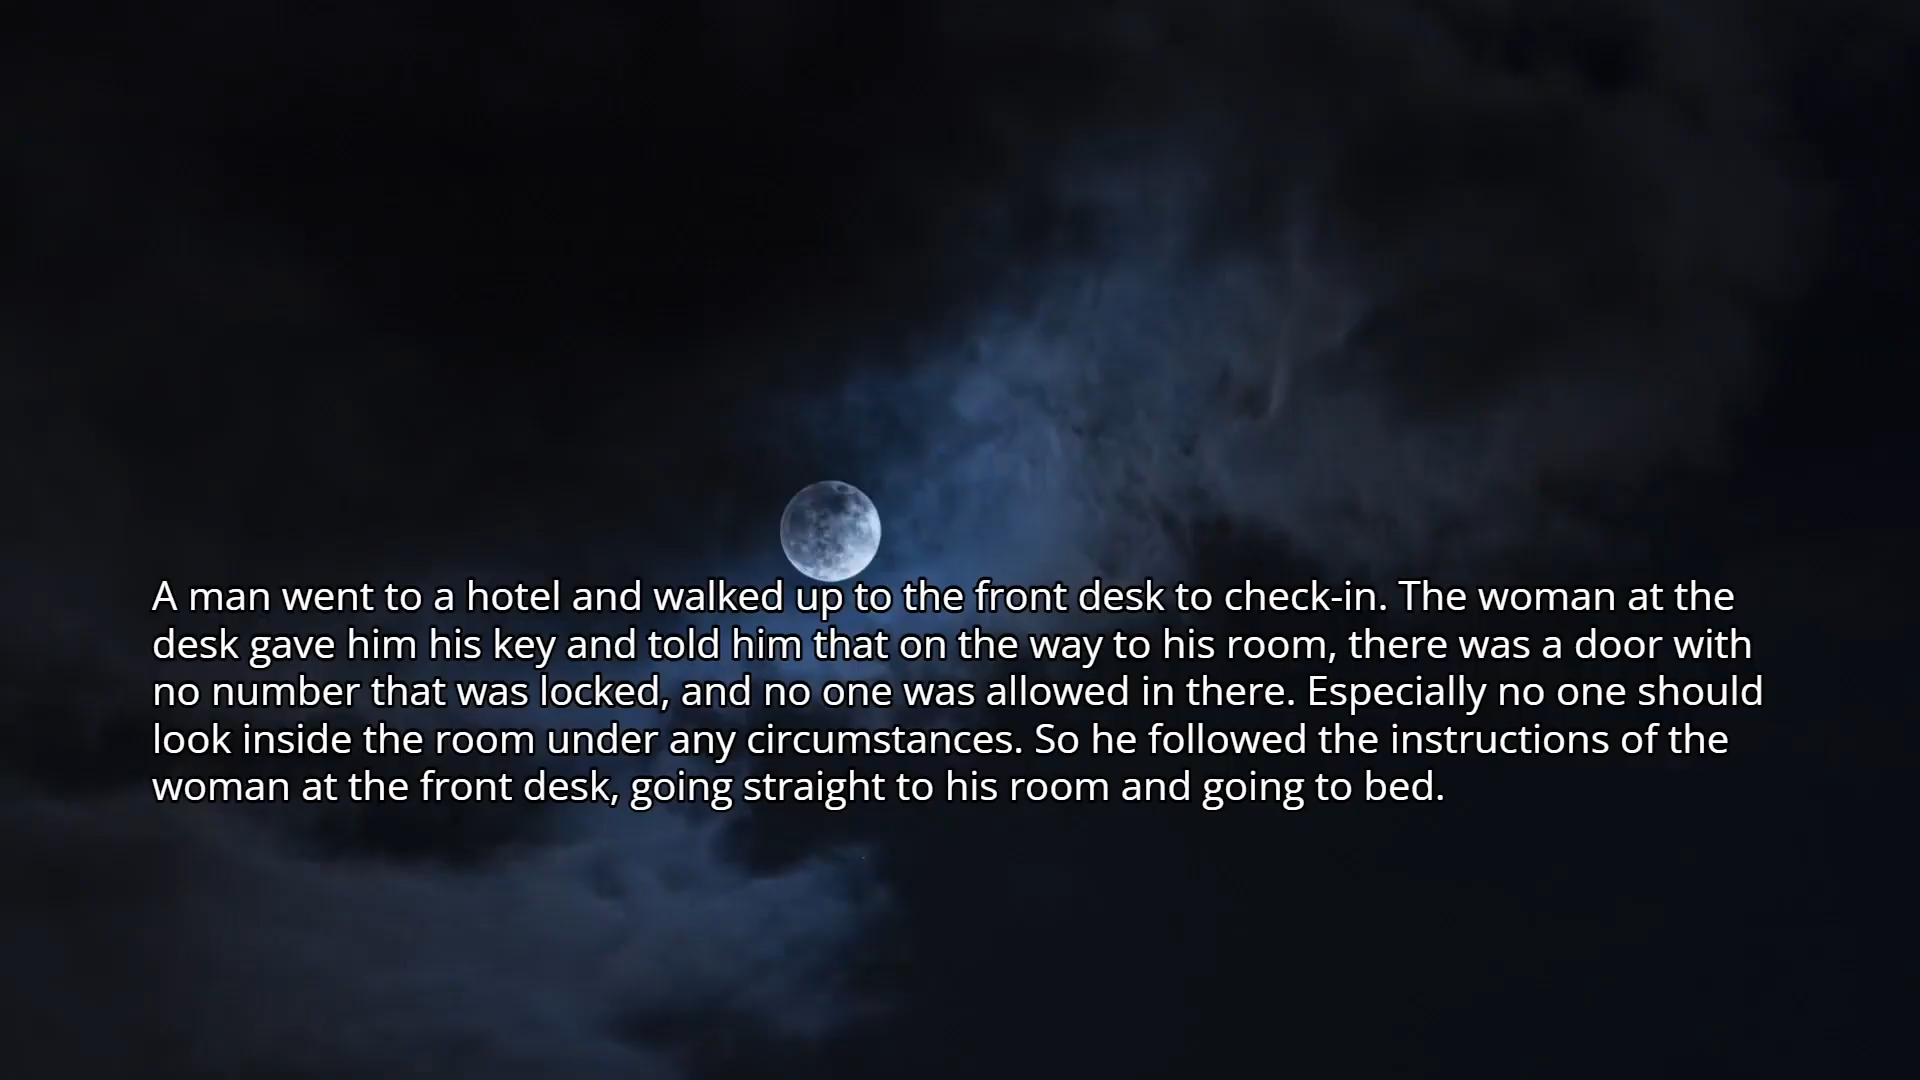 A man went to a hotel and walked up to the front desk to check-in. The woman at the
desk gave him his key and told him that on the way to his room, there was a door with
no number that was locked, and no one was allowed in there. Especially no one should
look inside the room under any circumstances. So he followed the instructions of the
woman at the front desk, going straight to his room and going to bed.